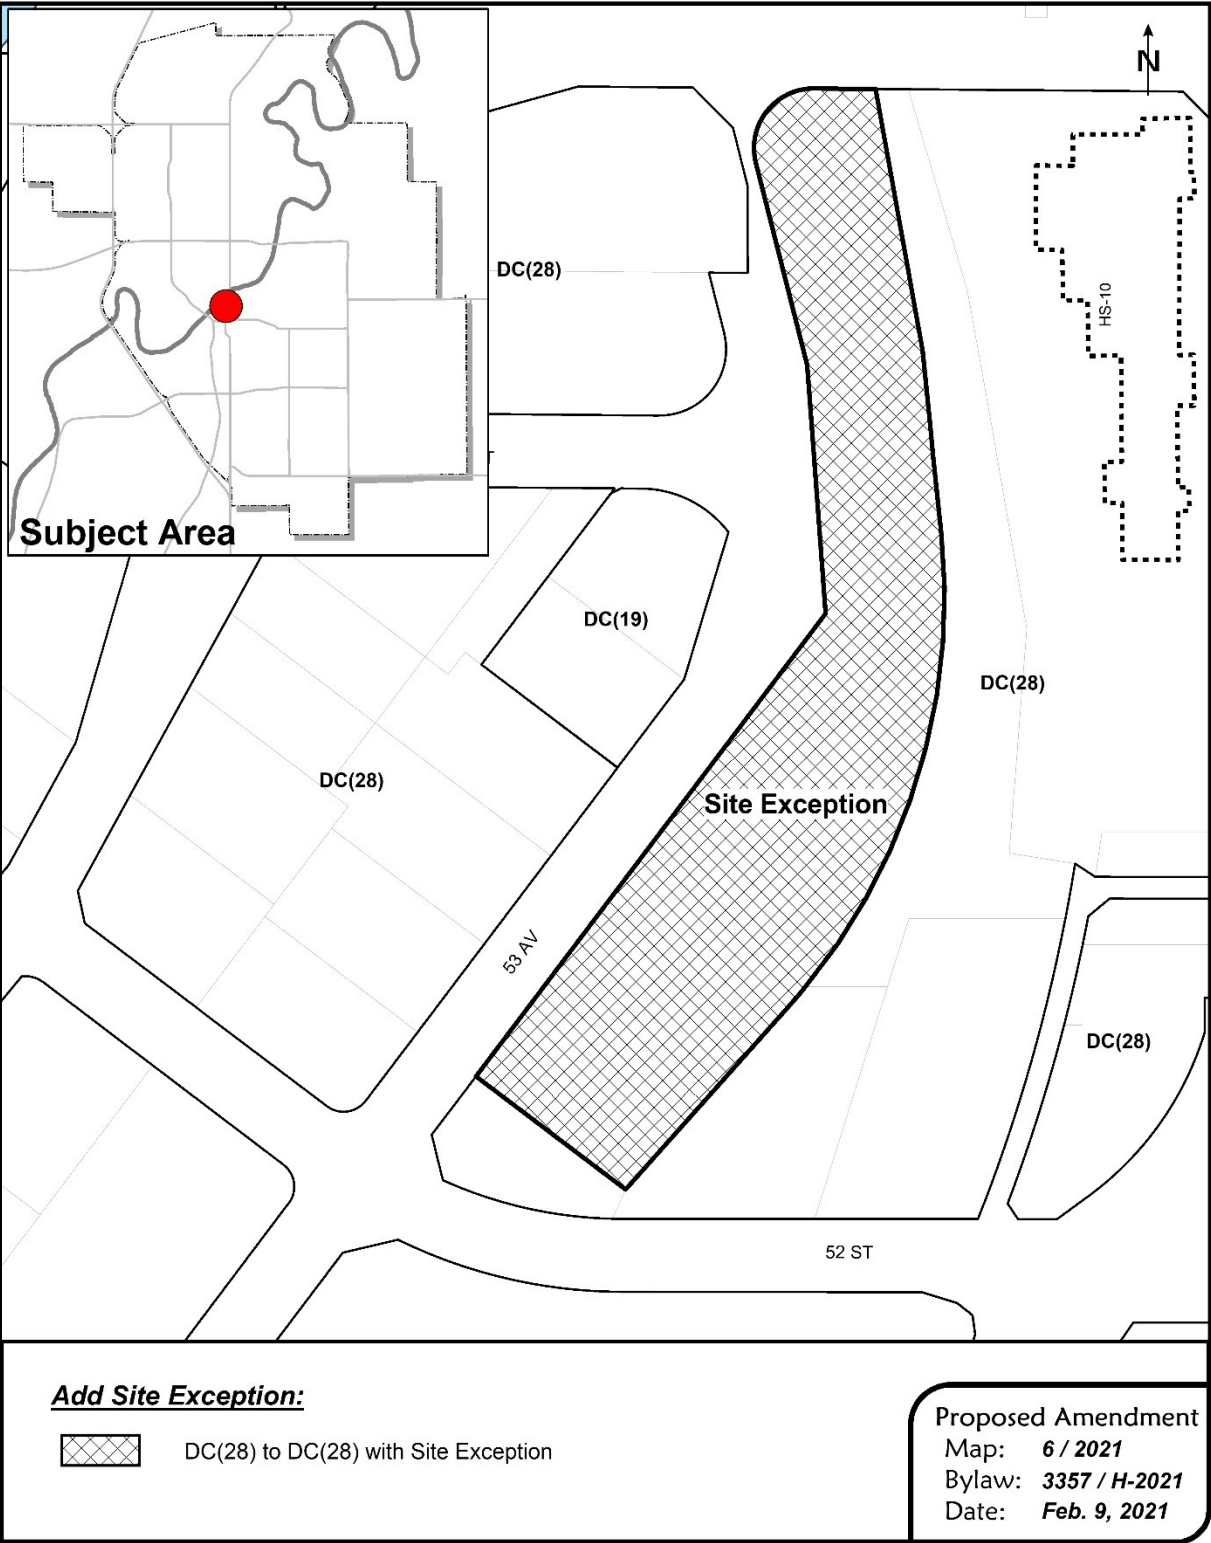 N
DC(28)
HS-10
Subject Area
DC(19)
DC(28)
DC(28)
Site Exception
53 AV
DC(28)
52 ST
Add Site Exception:
DC(28) to DC(28) with Site Exception
Proposed Amendment
Map: 6 / 2021
Bylaw: 3357 / H-2021
Date: Feb. 9, 2021